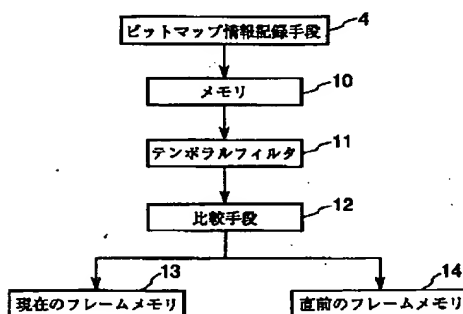 ビットマップ情報記録手段
4
メモリ
10
テンポラルフィルタ
11
比較手段
12
13
14
現在のフレームメモリ
直前のフレームメモリ